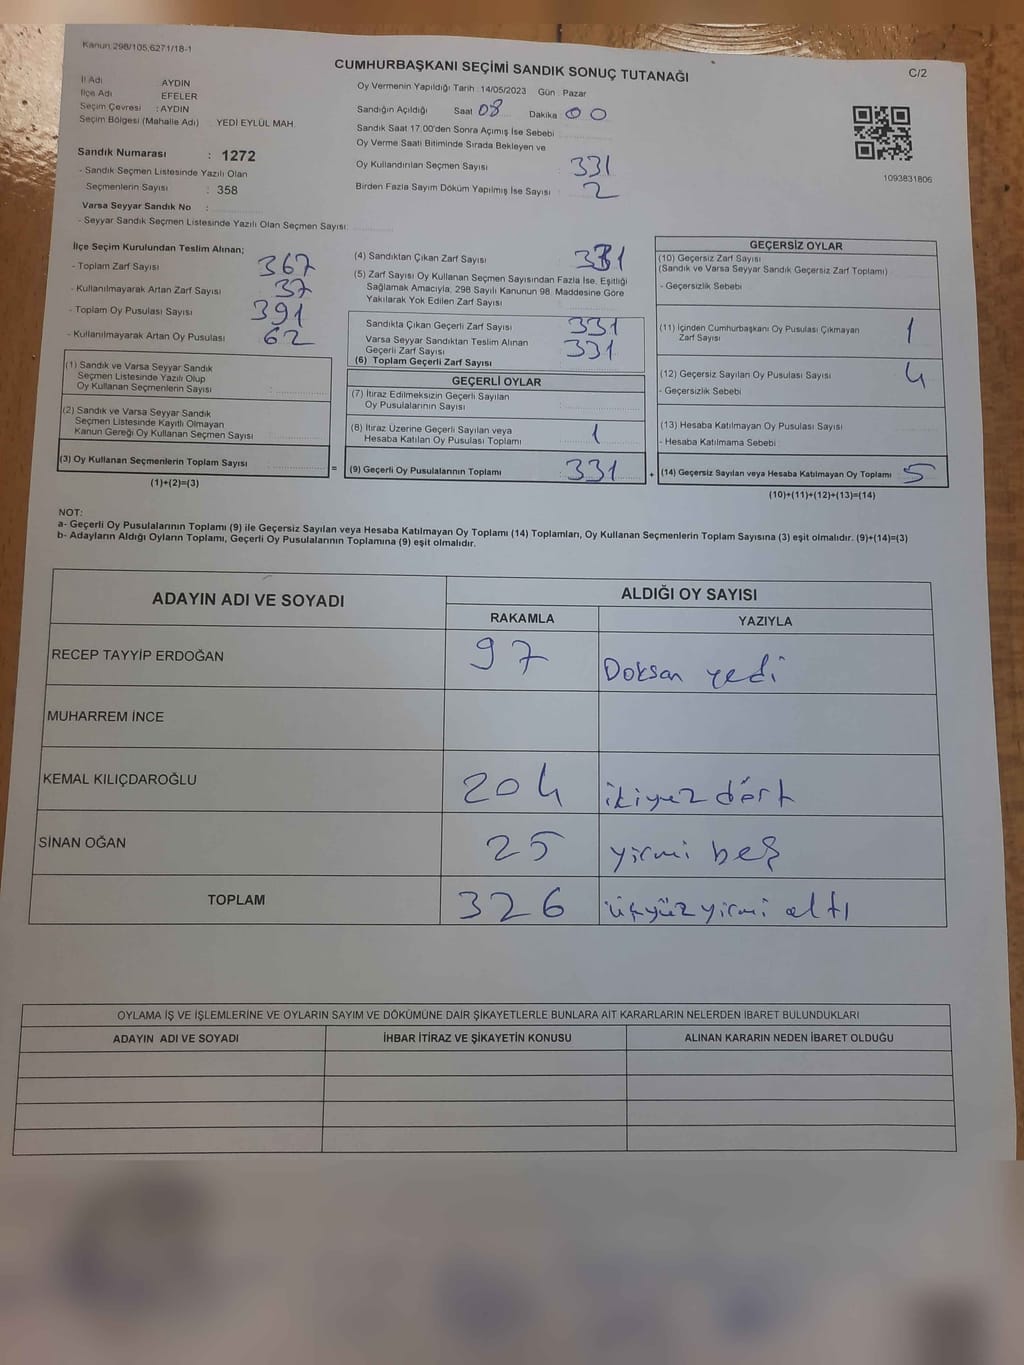 Kanun 298/105,6271/18-1
CUMHURBAŞKANI SEÇİMİ SANDIK SONUÇ TUTANAĞI
C/2
İl Adı AYDIN
İlçe Adı EFELER
Seçim Çevresi : AYDIN
Seçim Bölgesi (Mahalle Adı) YEDİ EYLÜL MAH.
Oy Vermenin Yapıldığı Tarih : 14/05/2023 Gün : Pazar
Sandığın Açıldığı Saat 08 Dakika 00
Sandık Saat 17.00'den Sonra Açımış İse Sebebi
Oy Verme Saati Bitiminde Sırada Bekleyen ve
Oy Kullandırılan Seçmen Sayısı 331
Birden Fazla Sayım Döküm Yapılmış İse Sayısı : 2
1093831806
Sandık Numarası : 1272
- Sandık Seçmen Listesinde Yazılı Olan
Seçmenlerin Sayısı : 358
Varsa Seyyar Sandık No :
- Seyyar Sandık Seçmen Listesinde Yazılı Olan Seçmen Sayısı:
İlçe Seçim Kurulundan Teslim Alınan;
- Toplam Zarf Sayısı 367
- Kullanılmayarak Artan Zarf Sayısı : 37
- Toplam Oy Pusulası Sayısı : 391
- Kullanılmayarak Artan Oy Pusulası : 62
(1) Sandık ve Varsa Seyyar Sandık
Seçmen Listesinde Yazılı Olup
Oy Kullanan Seçmenlerin Sayısı :
(2) Sandık ve Varsa Seyyar Sandık
Seçmen Listesinde Kayıtlı Olmayan
Kanun Gereği Oy Kullanan Seçmen Sayısı :
(3) Oy Kullanan Seçmenlerin Toplam Sayısı :
(1)+(2)=(3)
(4) Sandıktan Çıkan Zarf Sayısı : 331
(5) Zarf Sayısı Oy Kullanan Seçmen Sayısından Fazla İse, Eşitliği
Sağlamak Amacıyla, 298 Sayılı Kanunun 98. Maddesine Göre
Yakılarak Yok Edilen Zarf Sayısı :
Sandıkta Çıkan Geçerli Zarf Sayısı : 331
Varsa Seyyar Sandıktan Teslim Alınan
Geçerli Zarf Sayısı : 331
(6) Toplam Geçerli Zarf Sayısı
GEÇERLİ OYLAR
(7) İtiraz Edilmeksizin Geçerli Sayılan
Oy Pusulalarının Sayısı :
(8) İtiraz Üzerine Geçerli Sayılan veya
Hesaba Katılan Oy Pusulası Toplamı : 1
= (9) Geçerli Oy Pusulalarının Toplamı : 331
GEÇERSİZ OYLAR
(10) Geçersiz Zarf Sayısı
(Sandık ve Varsa Seyyar Sandık Geçersiz Zarf Toplamı)
- Geçersizlik Sebebi
(11) İçinden Cumhurbaşkanı Oy Pusulası Çıkmayan
Zarf Sayısı 1
(12) Geçersiz Sayılan Oy Pusulası Sayısı 4
- Geçersizlik Sebebi
(13) Hesaba Katılmayan Oy Pusulası Sayısı
- Hesaba Katılmama Sebebi
+ (14) Geçersiz Sayılan veya Hesaba Katılmayan Oy Toplamı 5
(10)+(11)+(12)+(13)=(14)
NOT:
a- Geçerli Oy Pusulalarının Toplamı (9) ile Geçersiz Sayılan veya Hesaba Katılmayan Oy Toplamı (14) Toplamları, Oy Kullanan Seçmenlerin Toplam Sayısına (3) eşit olmalıdır. (9)+(14)=(3)
b- Adayların Aldığı Oyların Toplamı, Geçerli Oy Pusulalarının Toplamına (9) eşit olmalıdır.
ADAYIN ADI VE SOYADI ALDIĞI OY SAYISI
RAKAMLA YAZIYLA
RECEP TAYYİP ERDOĞAN 97 Doksan yedi
MUHARREM İNCE
KEMAL KILIÇDAROĞLU 204 ikiyüz dört
SİNAN OĞAN 25 yirmi beş
TOPLAM 326 üçyüzyirmi altı
OYLAMA İŞ VE İŞLEMLERİNE VE OYLARIN SAYIM VE DÖKÜMÜNE DAİR ŞİKAYETLERLE BUNLARA AİT KARARLARIN NELERDEN İBARET BULUNDUKLARI
ADAYIN ADI VE SOYADI İHBAR İTİRAZ VE ŞİKAYETİN KONUSU ALINAN KARARIN NEDEN İBARET OLDUĞU